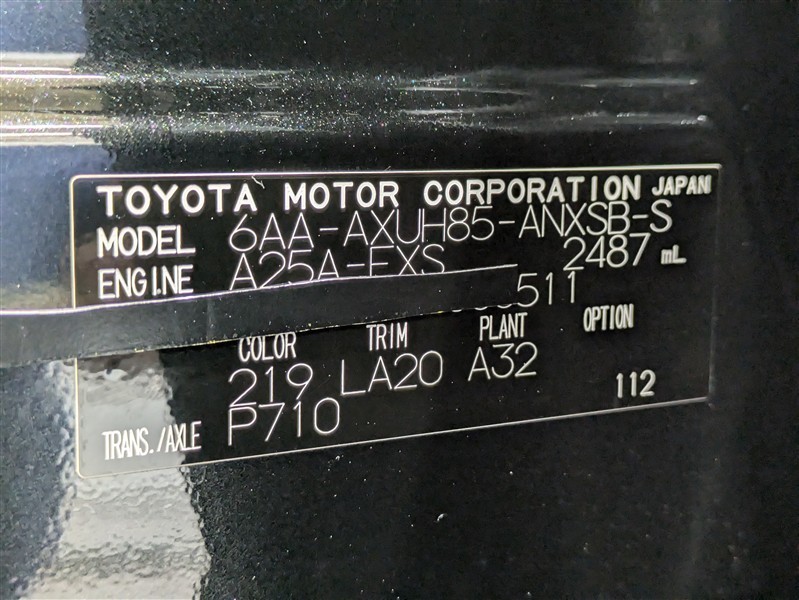 TOYOTA MOTOR CORPORATION JAPAN
MODEL 6AA-AXUH85-ANXSB-S
ENGINE A25A-FXS 2487 mL
511
COLOR TRIM PLANT OPTION
219 LA20 A32 112
TRANS./AXLE P710